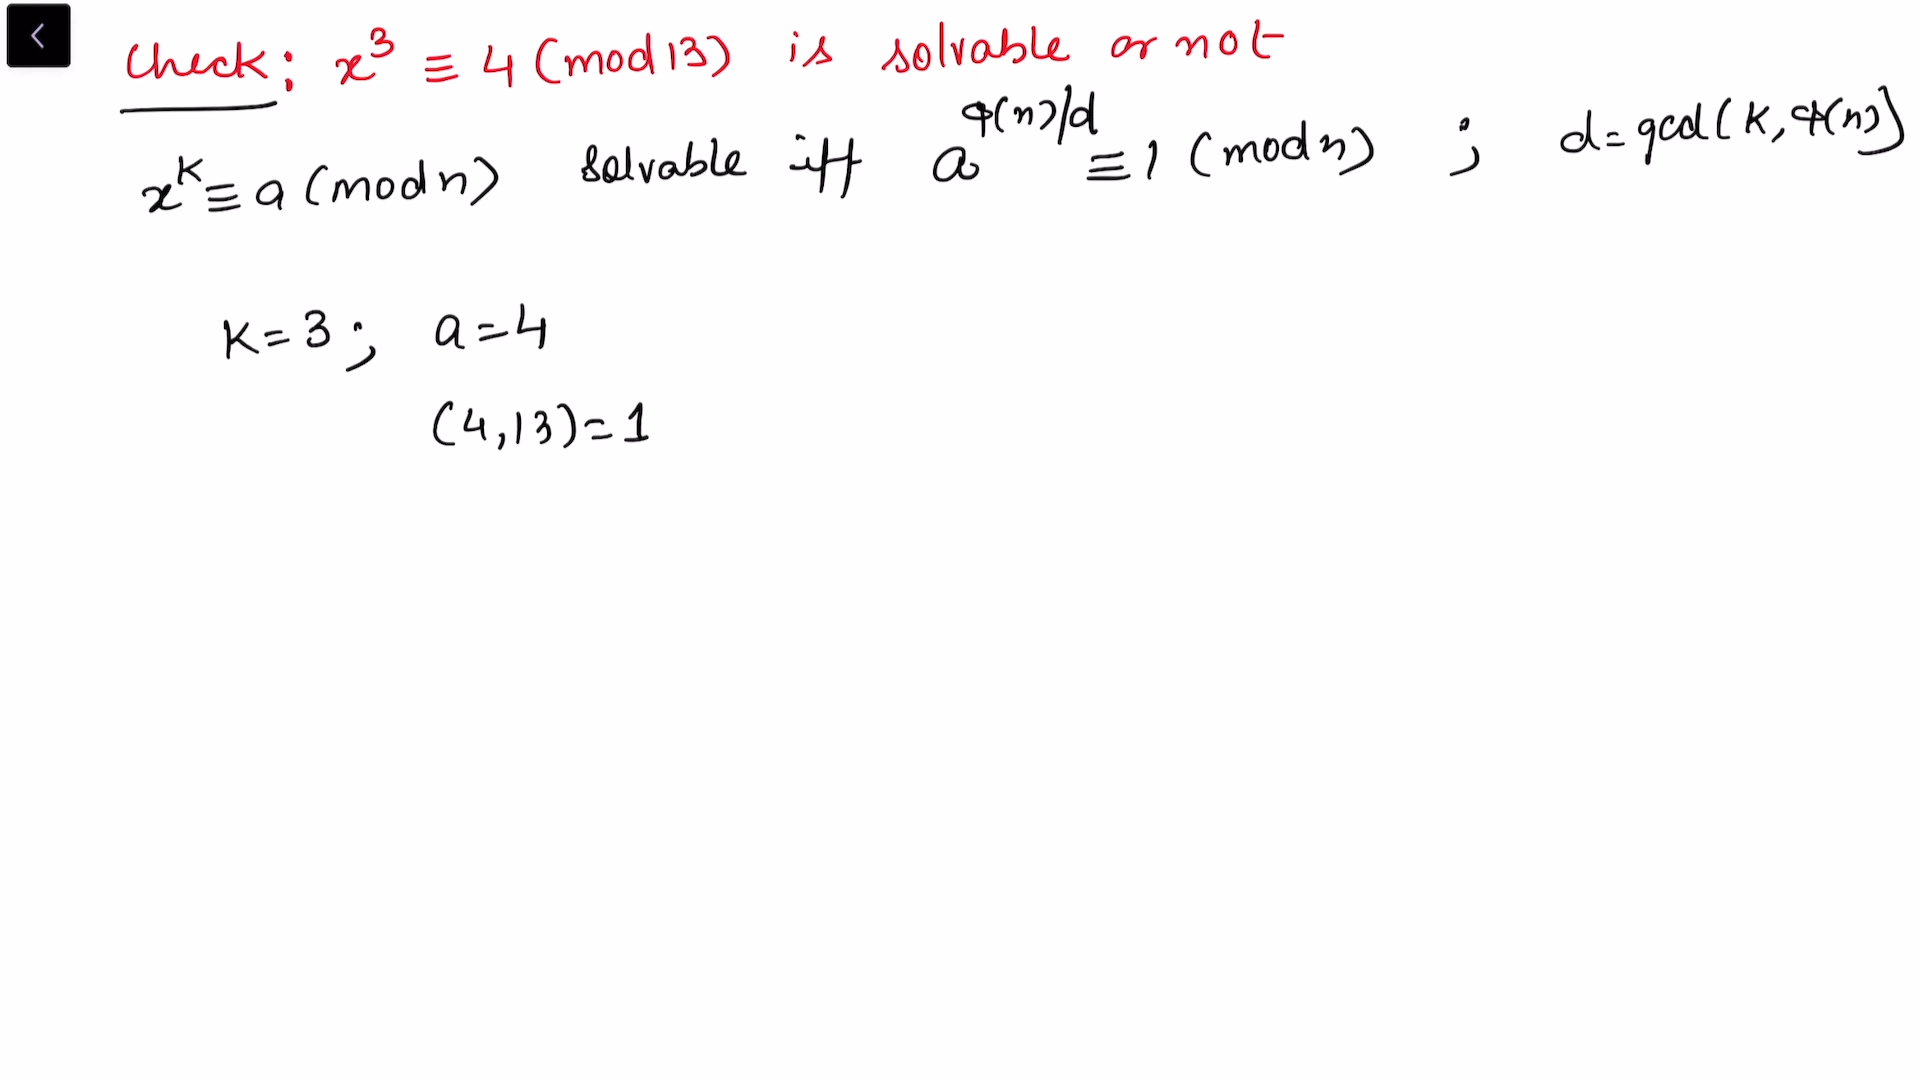 Check: x³ ≡ 4 (mod 13) is solvable or not
x^k ≡ a (mod n) solvable iff a^(φ(n)/d) ≡ 1 (mod n) ; d = gcd(k, φ(n))
k = 3 ; a = 4
(4,13) = 1